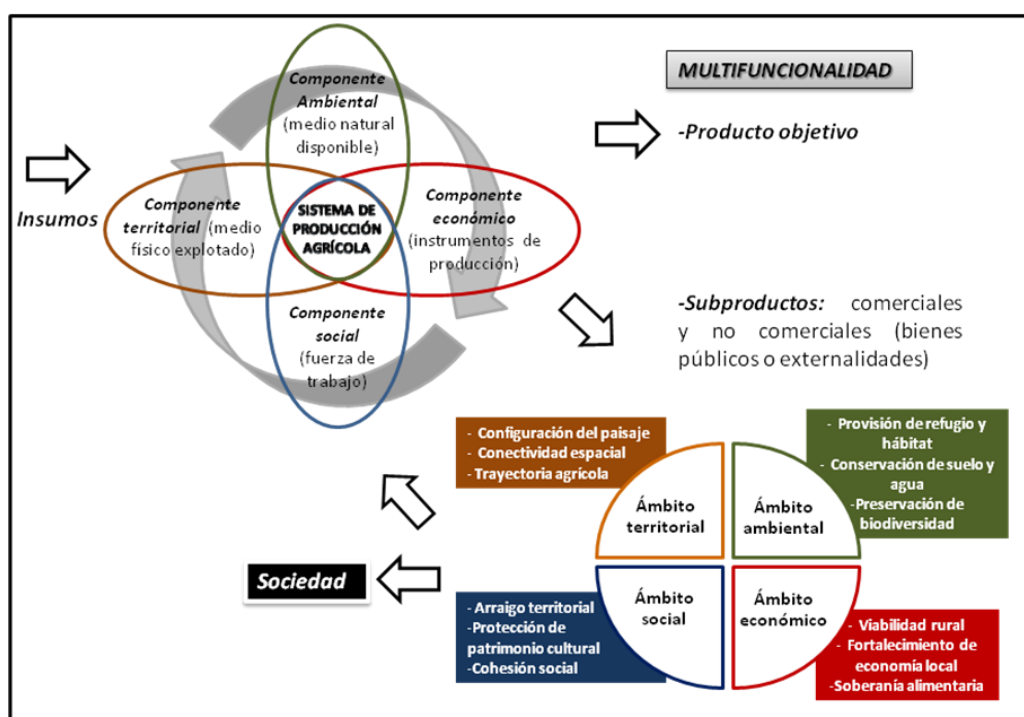 MULTIFUNCIONALIDAD
Componente
Ambiental
(medio natural
disponible)
-Producto objetivo
Insumos
Componente
territorial (medio
físico explotado)
SISTEMA DE
PRODUCCIÓN
AGRÍCOLA
Componente
económico
(instrumentos de
producción)
Componente
social
(fuerza de
trabajo)
-Subproductos: comerciales
y no comerciales (bienes
públicos o externalidades)
- Configuración del paisaje
- Conectividad espacial
- Trayectoria agrícola
- Provisión de refugio y
hábitat
- Conservación de suelo y
agua
-Preservación de
biodiversidad
Ámbito
territorial
Ámbito
ambiental
Sociedad
Ámbito
social
Ámbito
económico
- Arraigo territorial
-Protección de
patrimonio cultural
-Cohesión social
- Viabilidad rural
- Fortalecimiento de
economía local
-Soberanía alimentaria